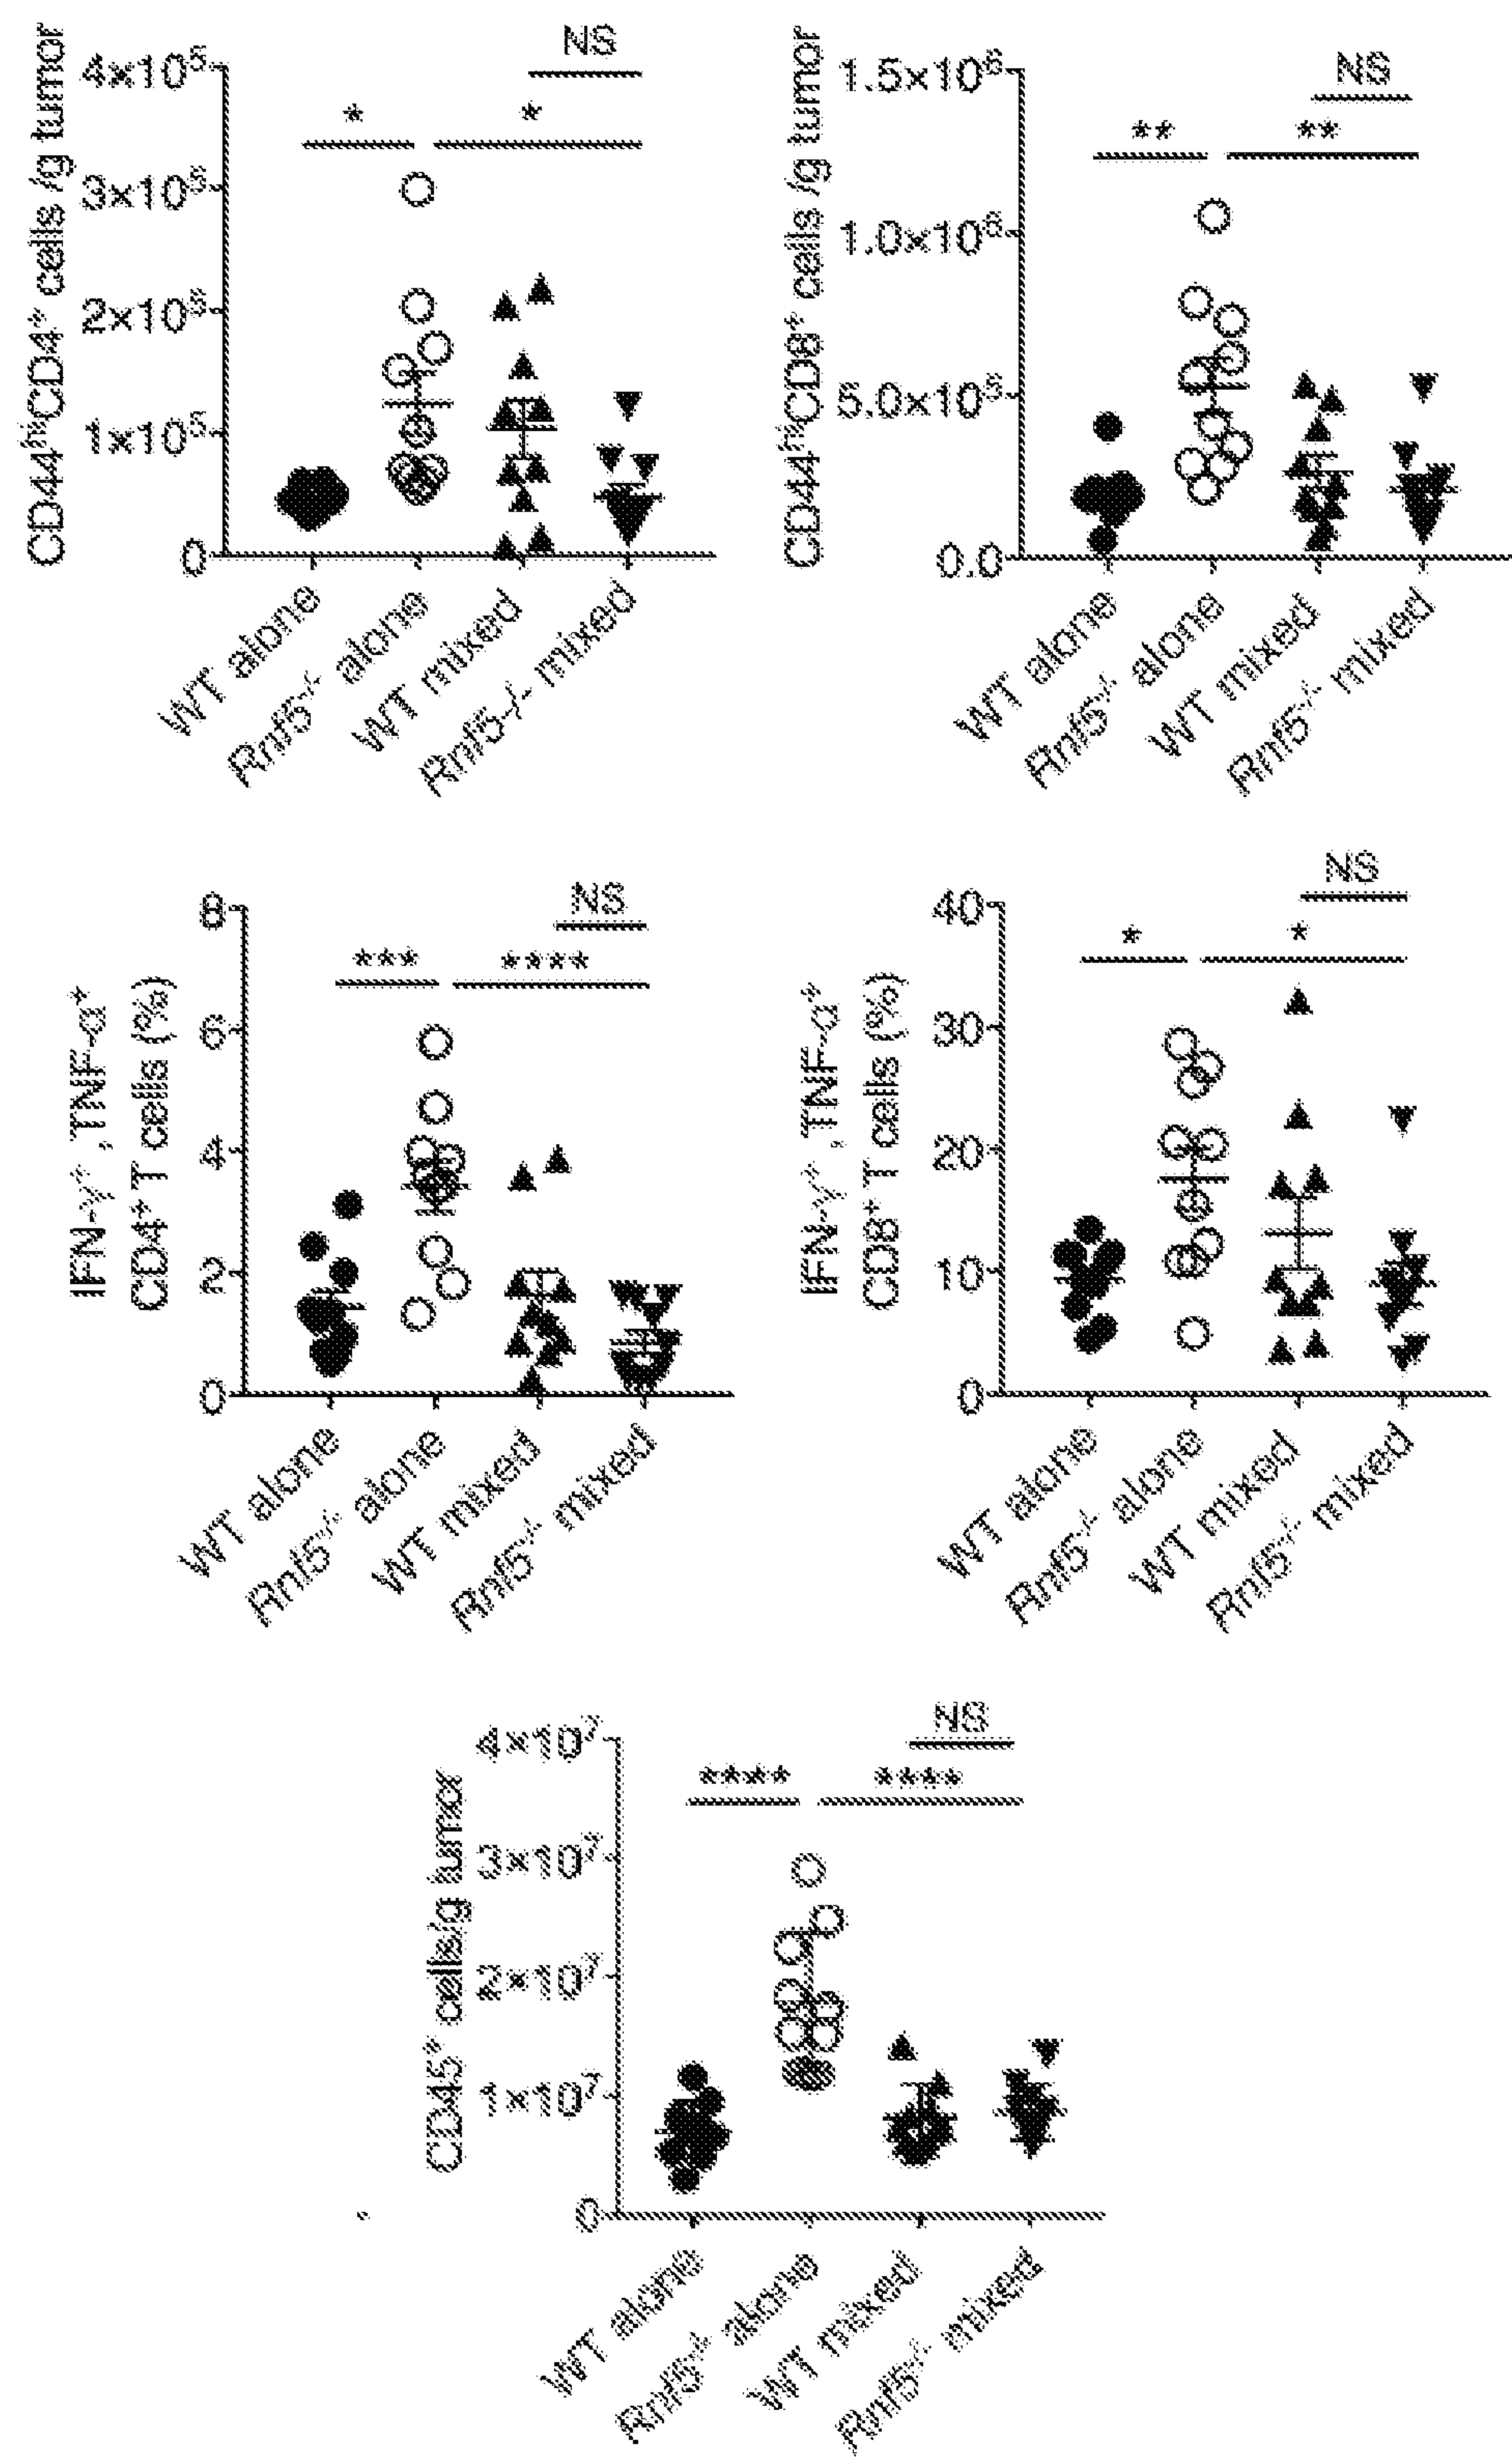 CD44ʰⁱCD4⁺ cells /g tumor
4×10⁵
3×10⁵
2×10⁵
1×10⁵
0
NS
* *
WT alone
Rnf5⁻/⁻ alone
WT mixed
Rnf5-/- mixed
CD44ʰⁱCD8⁺ cells /g tumor
1.5×10⁶
1.0×10⁶
5.0×10⁵
0.0
NS
** **
WT alone
Rnf5⁻/⁻ alone
WT mixed
Rnf5⁻/⁻ mixed
IFN-γ⁺,TNF-α⁺
CD4⁺ T cells (%)
8
6
4
2
0
NS
*** ****
WT alone
Rnf5⁻/⁻ alone
WT mixed
Rnf5⁻/⁻ mixed
IFN-γ⁺,TNF-α⁺
CD8⁺ T cells (%)
40
30
20
10
0
NS
* *
WT alone
Rnf5⁻/⁻ alone
WT mixed
Rnf5⁻/⁻ mixed
CD45⁺ cells/g tumor
4×10⁷
3×10⁷
2×10⁷
1×10⁷
0
NS
**** ****
WT alone
Rnf5⁻/⁻ alone
WT mixed
Rnf5⁻/⁻ mixed